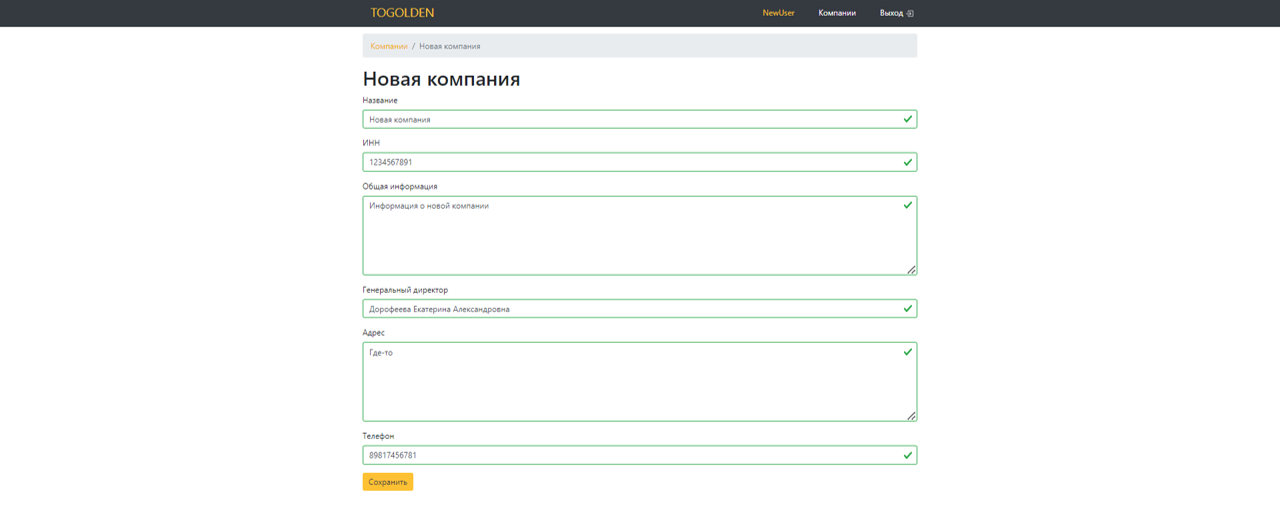 TOGOLDEN NewUser Компании Выход
Компании / Новая компания
Новая компания
Название
Новая компания
ИНН
1234567891
Общая информация
Информация о новой компании
Генеральный директор
Дорофеева Екатерина Александровна
Адрес
Где-то
Телефон
89817456781
Сохранить